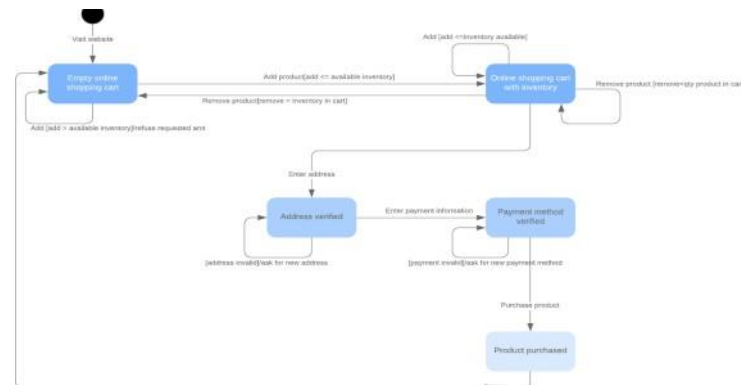 Visit website
Add [add <=inventory available]
Empty online
shopping cart
Add product[add <= available inventory]
Online shopping cart
with inventory
Remove product [remove<qty product in car
Remove product[remove = inventory in cart]
Add [add > available inventory]/refuse requested amt
Enter address
Address verified
Enter payment information
Payment method
verified
[address invalid]/ask for new address
[payment invalid]/ask for new payment method
Purchase product
Product purchased